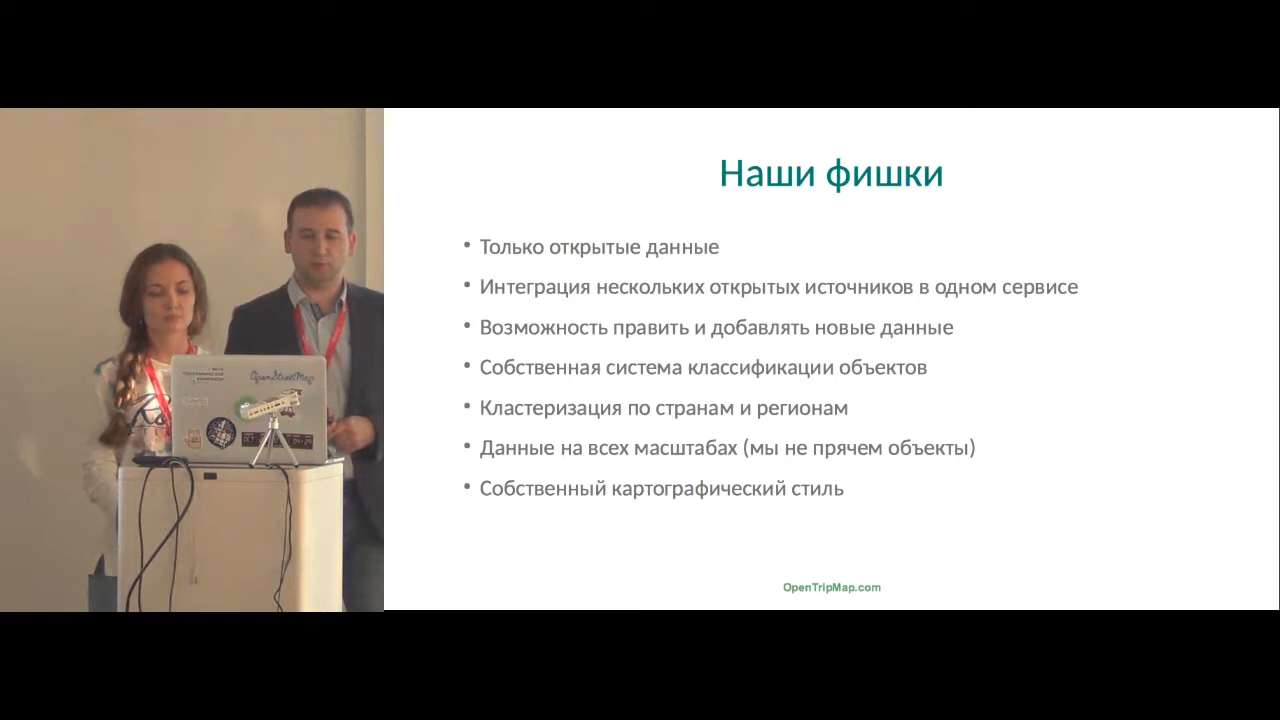 Наши фишки
• Только открытые данные
• Интеграция нескольких открытых источников в одном сервисе
• Возможность править и добавлять новые данные
• Собственная система классификации объектов
• Кластеризация по странам и регионам
• Данные на всех масштабах (мы не прячем объекты)
• Собственный картографический стиль
OpenTripMap.com
OpenStreetMap